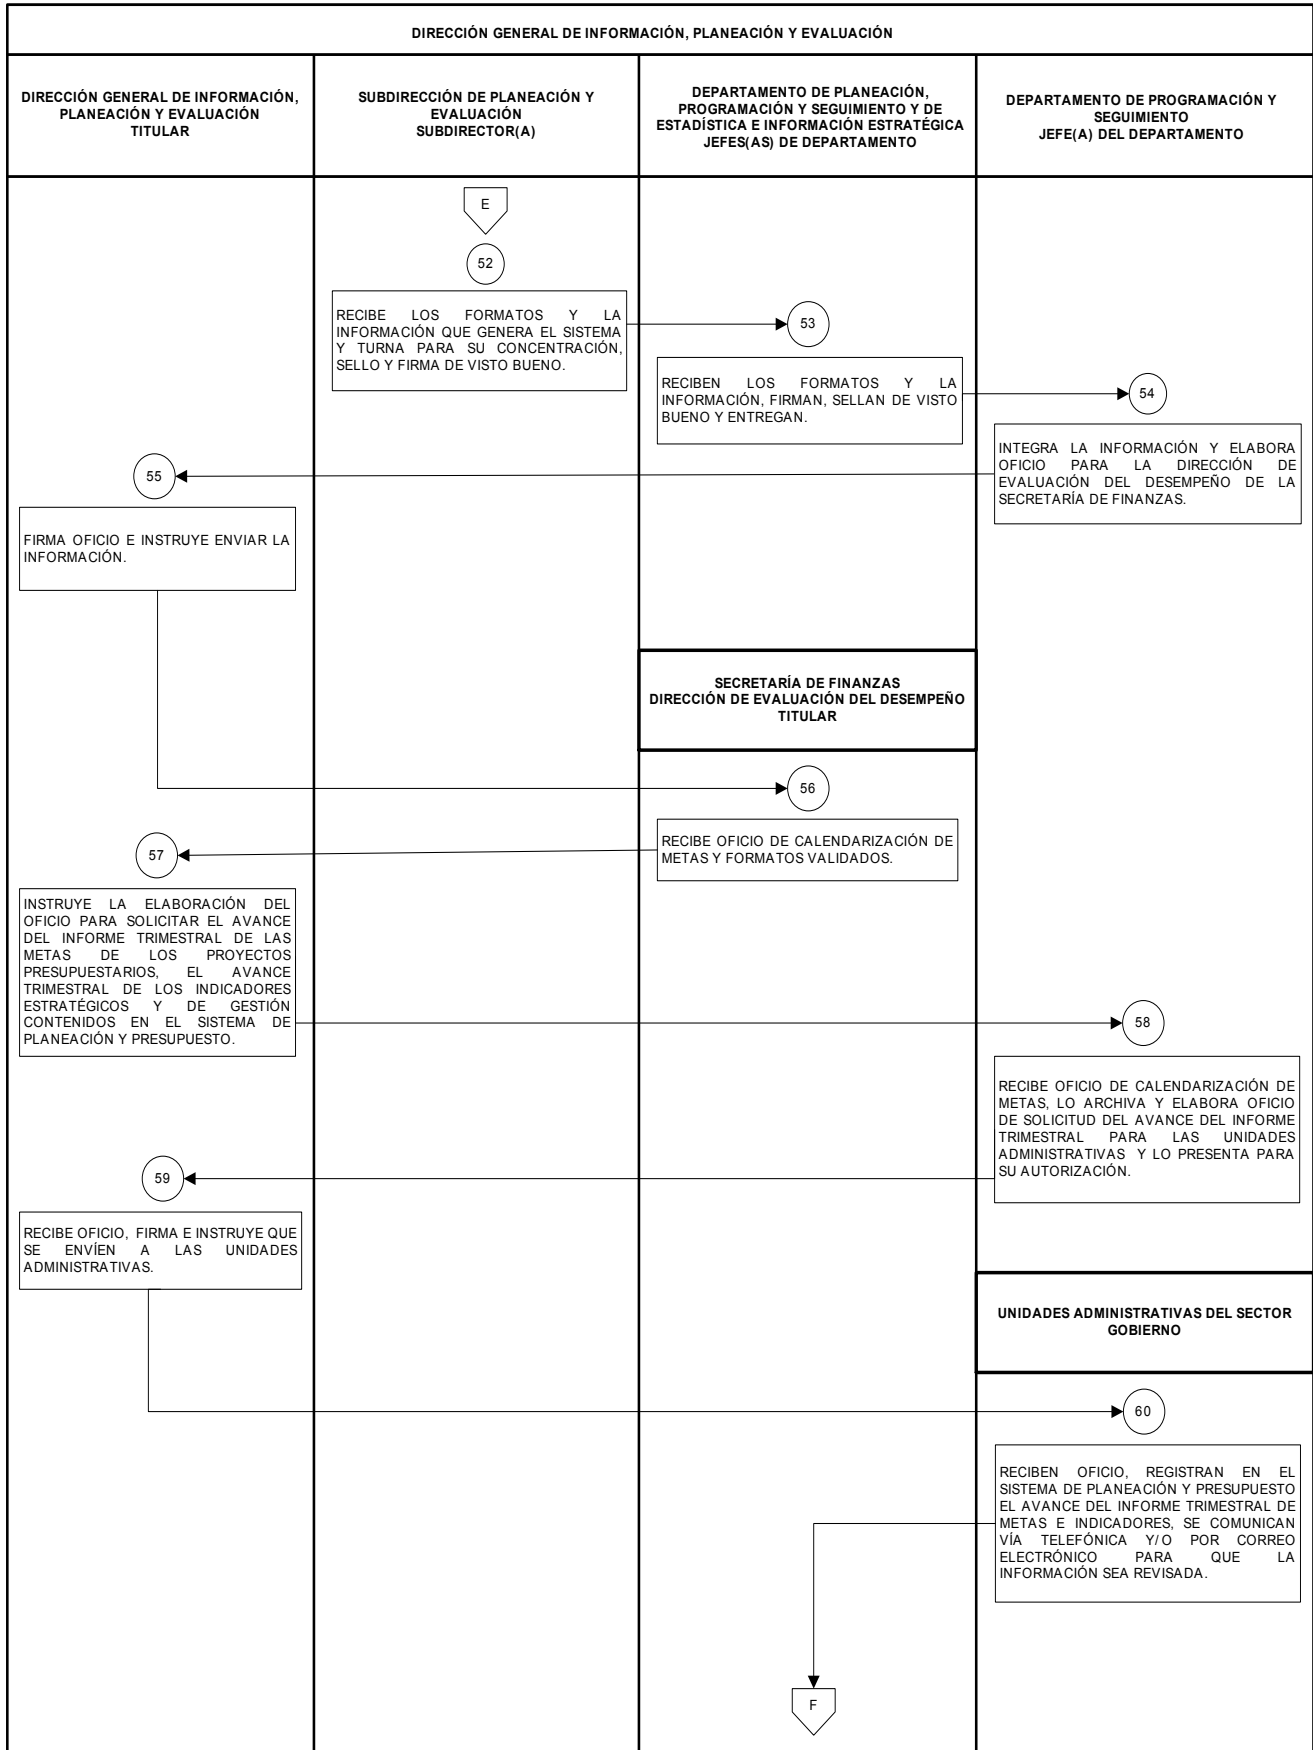 DIRECCIÓN GENERAL DE INFORMACIÓN, PLANEACIÓN Y EVALUACIÓN
DIRECCIÓN GENERAL DE INFORMACIÓN,
PLANEACIÓN Y EVALUACIÓN
TITULAR
SUBDIRECCIÓN DE PLANEACIÓN Y
EVALUACIÓN
SUBDIRECTOR(A)
DEPARTAMENTO DE PLANEACIÓN,
PROGRAMACIÓN Y SEGUIMIENTO Y DE
ESTADÍSTICA E INFORMACIÓN ESTRATÉGICA
JEFES(AS) DE DEPARTAMENTO
DEPARTAMENTO DE PROGRAMACIÓN Y
SEGUIMIENTO
JEFE(A) DEL DEPARTAMENTO
E
52
RECIBE LOS FORMATOS Y LA
INFORMACIÓN QUE GENERA EL SISTEMA
Y TURNA PARA SU CONCENTRACIÓN,
SELLO Y FIRMA DE VISTO BUENO.
53
RECIBEN LOS FORMATOS Y LA
INFORMACIÓN, FIRMAN, SELLAN DE VISTO
BUENO Y ENTREGAN.
54
INTEGRA LA INFORMACIÓN Y ELABORA
OFICIO PARA LA DIRECCIÓN DE
EVALUACIÓN DEL DESEMPEÑO DE LA
SECRETARÍA DE FINANZAS.
55
FIRMA OFICIO E INSTRUYE ENVIAR LA
INFORMACIÓN.
SECRETARÍA DE FINANZAS
DIRECCIÓN DE EVALUACIÓN DEL DESEMPEÑO
TITULAR
56
RECIBE OFICIO DE CALENDARIZACIÓN DE
METAS Y FORMATOS VALIDADOS.
57
INSTRUYE LA ELABORACIÓN DEL
OFICIO PARA SOLICITAR EL AVANCE
DEL INFORME TRIMESTRAL DE LAS
METAS DE LOS PROYECTOS
PRESUPUESTARIOS, EL AVANCE
TRIMESTRAL DE LOS INDICADORES
ESTRATÉGICOS Y DE GESTIÓN
CONTENIDOS EN EL SISTEMA DE
PLANEACIÓN Y PRESUPUESTO.
58
RECIBE OFICIO DE CALENDARIZACIÓN DE
METAS, LO ARCHIVA Y ELABORA OFICIO
DE SOLICITUD DEL AVANCE DEL INFORME
TRIMESTRAL PARA LAS UNIDADES
ADMINISTRATIVAS Y LO PRESENTA PARA
SU AUTORIZACIÓN.
59
RECIBE OFICIO, FIRMA E INSTRUYE QUE
SE ENVÍEN A LAS UNIDADES
ADMINISTRATIVAS.
UNIDADES ADMINISTRATIVAS DEL SECTOR
GOBIERNO
60
RECIBEN OFICIO, REGISTRAN EN EL
SISTEMA DE PLANEACIÓN Y PRESUPUESTO
EL AVANCE DEL INFORME TRIMESTRAL DE
METAS E INDICADORES, SE COMUNICAN
VÍA TELEFÓNICA Y/O POR CORREO
ELECTRÓNICO PARA QUE LA
INFORMACIÓN SEA REVISADA.
F